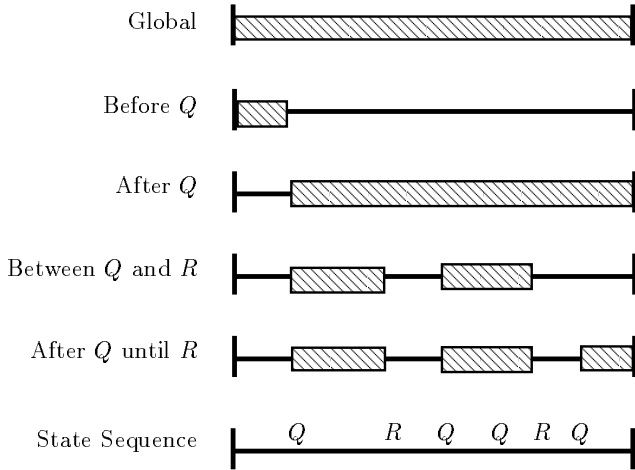 Global
Before Q
After Q
Between Q and R
After Q until R
State Sequence Q R Q Q R Q